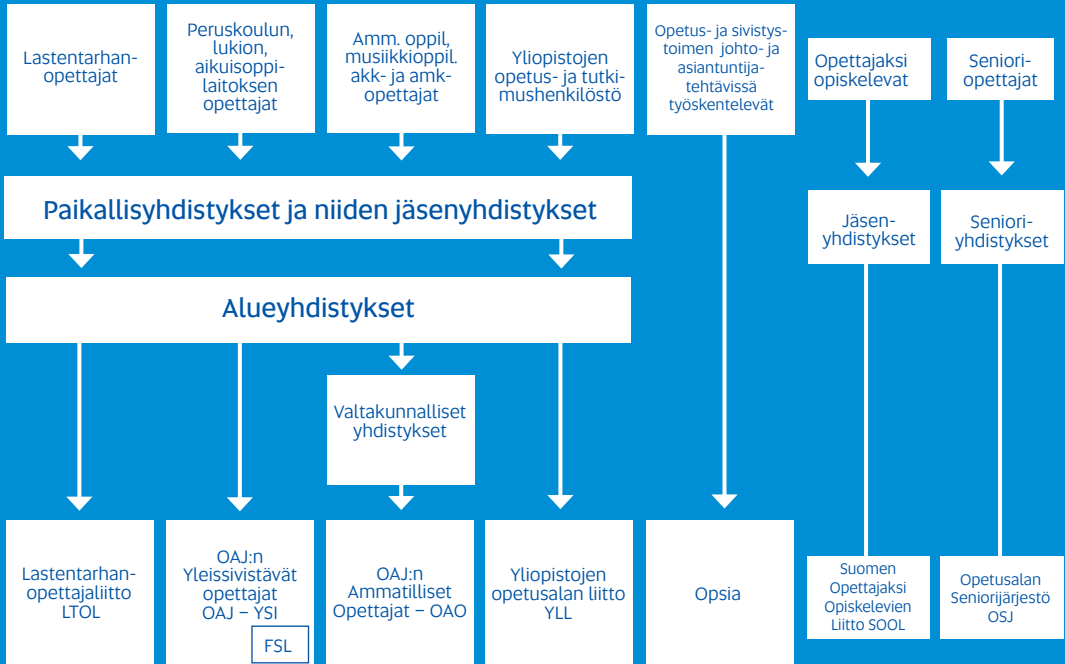 Lastentarhan-
opettajat
Peruskoulun,
lukion,
aikuisoppi-
laitoksen
opettajat
Amm. oppil,
musiikkioppil.
akk- ja amk-
opettajat
Yliopistojen
opetus- ja tutki-
mushenkilöstö
Opetus- ja sivistys-
toimen johto- ja
asiantuntija-
tehtävissä
työskentelevät
Opettajaksi
opiskelevat
Seniori-
opettajat
Paikallisyhdistykset ja niiden jäsenyhdistykset
Jäsen-
yhdistykset
Seniori-
yhdistykset
Alueyhdistykset
Valtakunnalliset
yhdistykset
Lastentarhan-
opettajaliitto
LTOL
OAJ:n
Yleissivistävät
opettajat
OAJ – YSI
FSL
OAJ:n
Ammatilliset
Opettajat – OAO
Yliopistojen
opetusalan liitto
YLL
Opsia
Suomen
Opettajaksi
Opiskelevien
Liitto SOOL
Opetusalan
Seniorijärjestö
OSJ